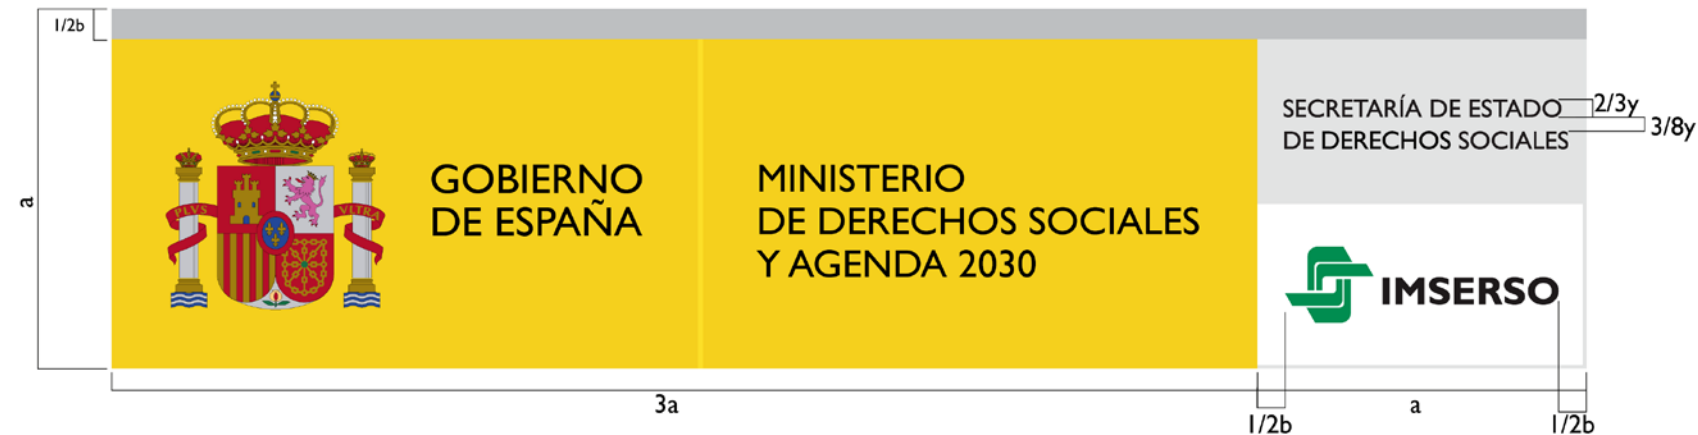 1/2b
a
PLVS
VLTRA
GOBIERNO
DE ESPAÑA
MINISTERIO
DE DERECHOS SOCIALES
Y AGENDA 2030
SECRETARÍA DE ESTADO
DE DERECHOS SOCIALES
2/3y
3/8y
IMSERSO
3a
1/2b
a
1/2b